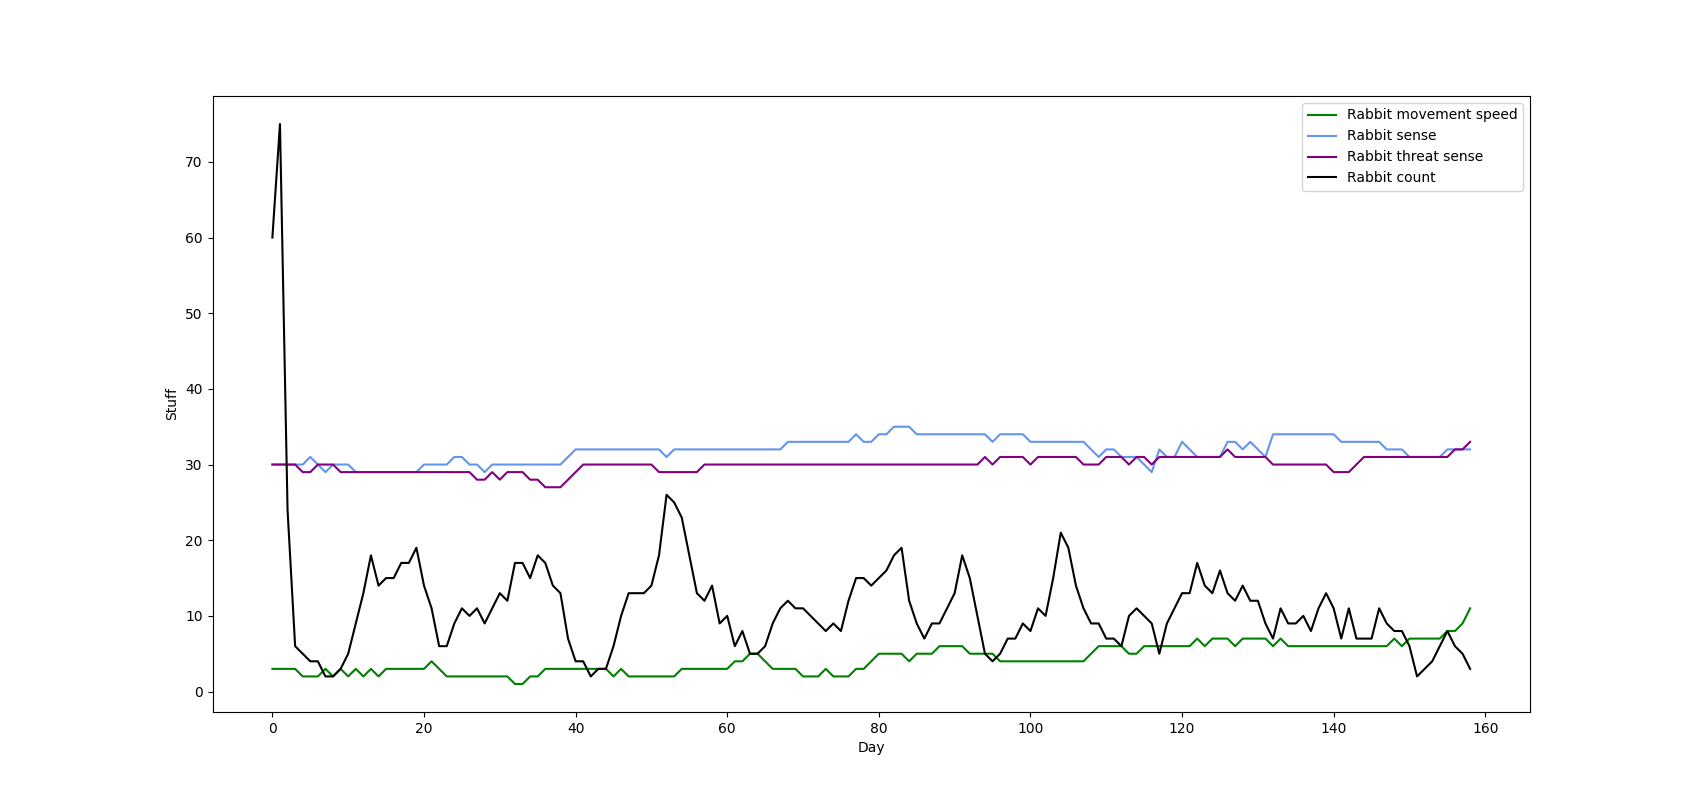 Rabbit movement speed
Rabbit sense
Rabbit threat sense
Rabbit count
70
60
50
40
30
20
10
0
Stuff
0 20 40 60 80 100 120 140 160
Day